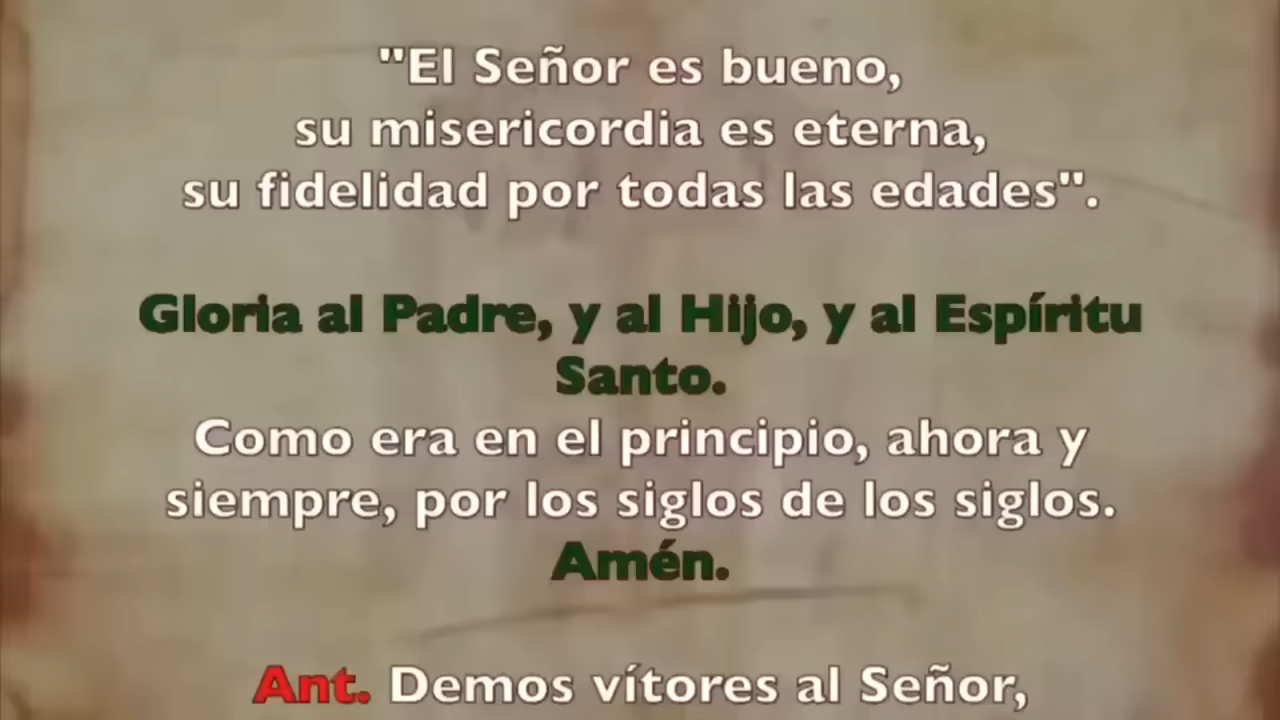 "El Señor es bueno,
su misericordia es eterna,
su fidelidad por todas las edades".
Gloria al Padre, y al Hijo, y al Espíritu
Santo.
Como era en el principio, ahora y
siempre, por los siglos de los siglos.
Amén.
Ant. Demos vítores al Señor,